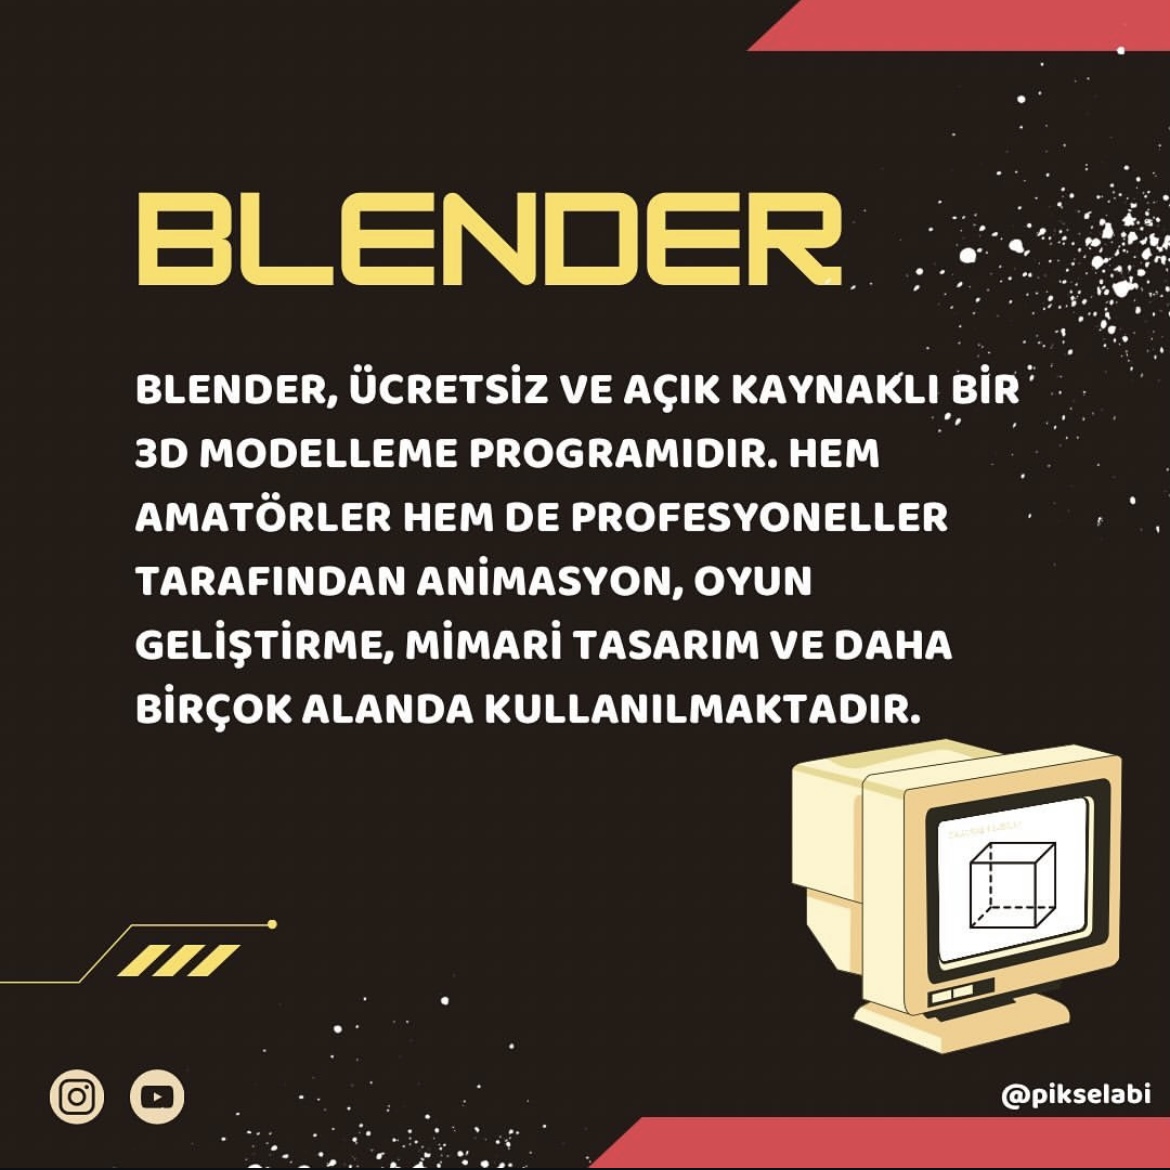 BLENDER
BLENDER, ÜCRETSİZ VE AÇIK KAYNAKLI BİR
3D MODELLEME PROGRAMIDIR. HEM
AMATÖRLER HEM DE PROFESYONELLER
TARAFINDAN ANİMASYON, OYUN
GELİŞTİRME, MİMARİ TASARIM VE DAHA
BİRÇOK ALANDA KULLANILMAKTADIR.
@pikselabi